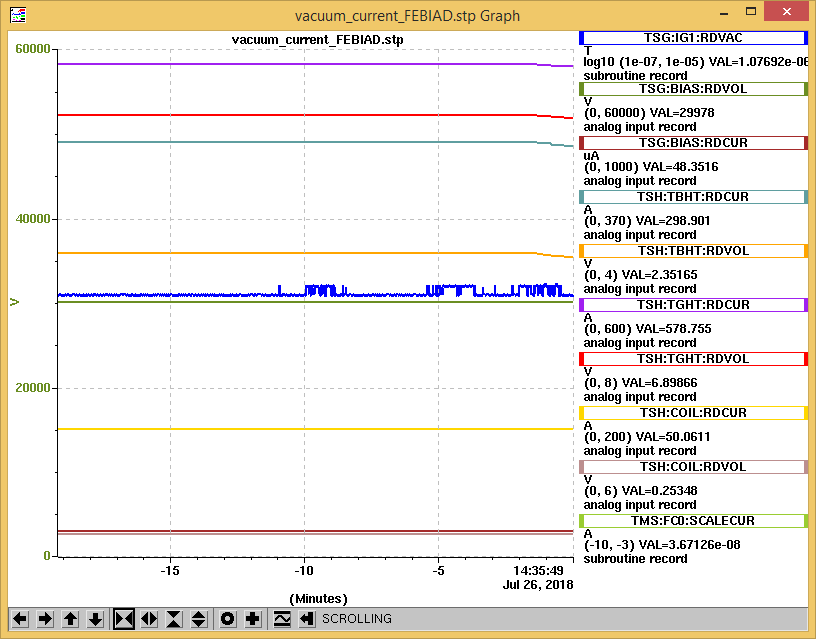 vacuum_current_FEBIAD.stp Graph
vacuum_current_FEBIAD.stp
60000
40000
V
20000
0
-15
-10
-5
14:35:49
Jul 26, 2018
(Minutes)
TSG:IG1:RDVAC
T
log10 (1e-07, 1e-05) VAL=1.07692e-06
subroutine record
TSG:BIAS:RDVOL
V
(0, 60000) VAL=29978
analog input record
TSG:BIAS:RDCUR
uA
(0, 1000) VAL=48.3516
analog input record
TSH:TBHT:RDCUR
A
(0, 370) VAL=298.901
analog input record
TSH:TBHT:RDVOL
V
(0, 4) VAL=2.35165
analog input record
TSH:TGHT:RDCUR
A
(0, 600) VAL=578.755
analog input record
TSH:TGHT:RDVOL
V
(0, 8) VAL=6.89866
analog input record
TSH:COIL:RDCUR
A
(0, 200) VAL=50.0611
analog input record
TSH:COIL:RDVOL
V
(0, 6) VAL=0.25348
analog input record
TMS:FC0:SCALECUR
A
(-10, -3) VAL=3.67126e-08
subroutine record
SCROLLING